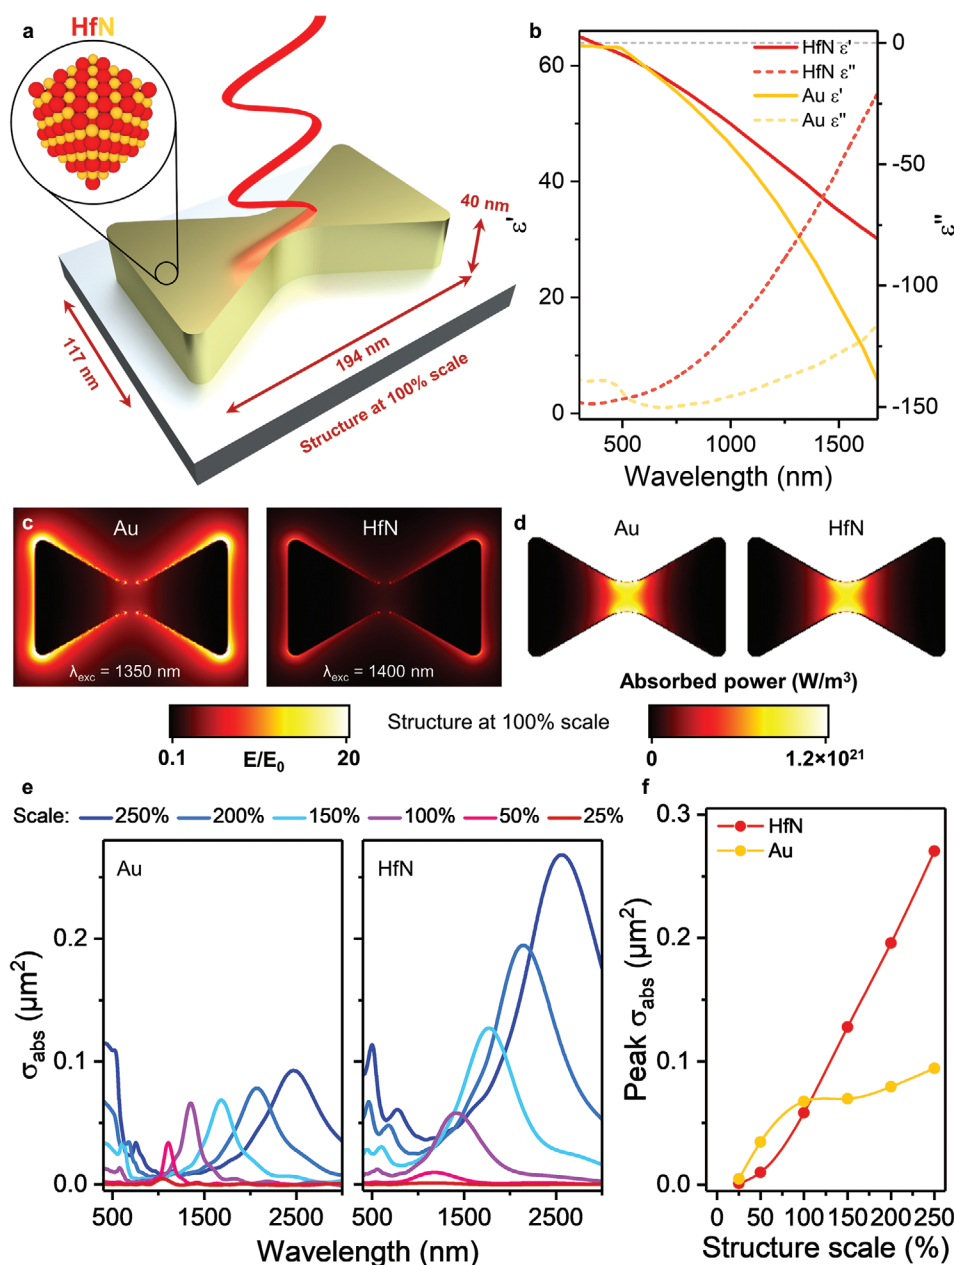 a
HfN
40 nm
117 nm
194 nm
Structure at 100% scale
b
HfN ε'
HfN ε"
Au ε'
Au ε"
60
40
20
0
ε'
0
-50
-100
-150
ε"
500 1000 1500
Wavelength (nm)
c
Au
λexc = 1350 nm
HfN
λexc = 1400 nm
0.1 E/E0 20
Structure at 100% scale
d
Au
HfN
Absorbed power (W/m³)
0 1.2×10²¹
e
Scale: 250% 200% 150% 100% 50% 25%
Au
HfN
0.2
0.1
0.0
σabs (μm²)
500 1500 2500
500 1500 2500
Wavelength (nm)
f
HfN
Au
0.3
0.2
0.1
0.0
Peak σabs (μm²)
0 50 100 150 200 250
Structure scale (%)